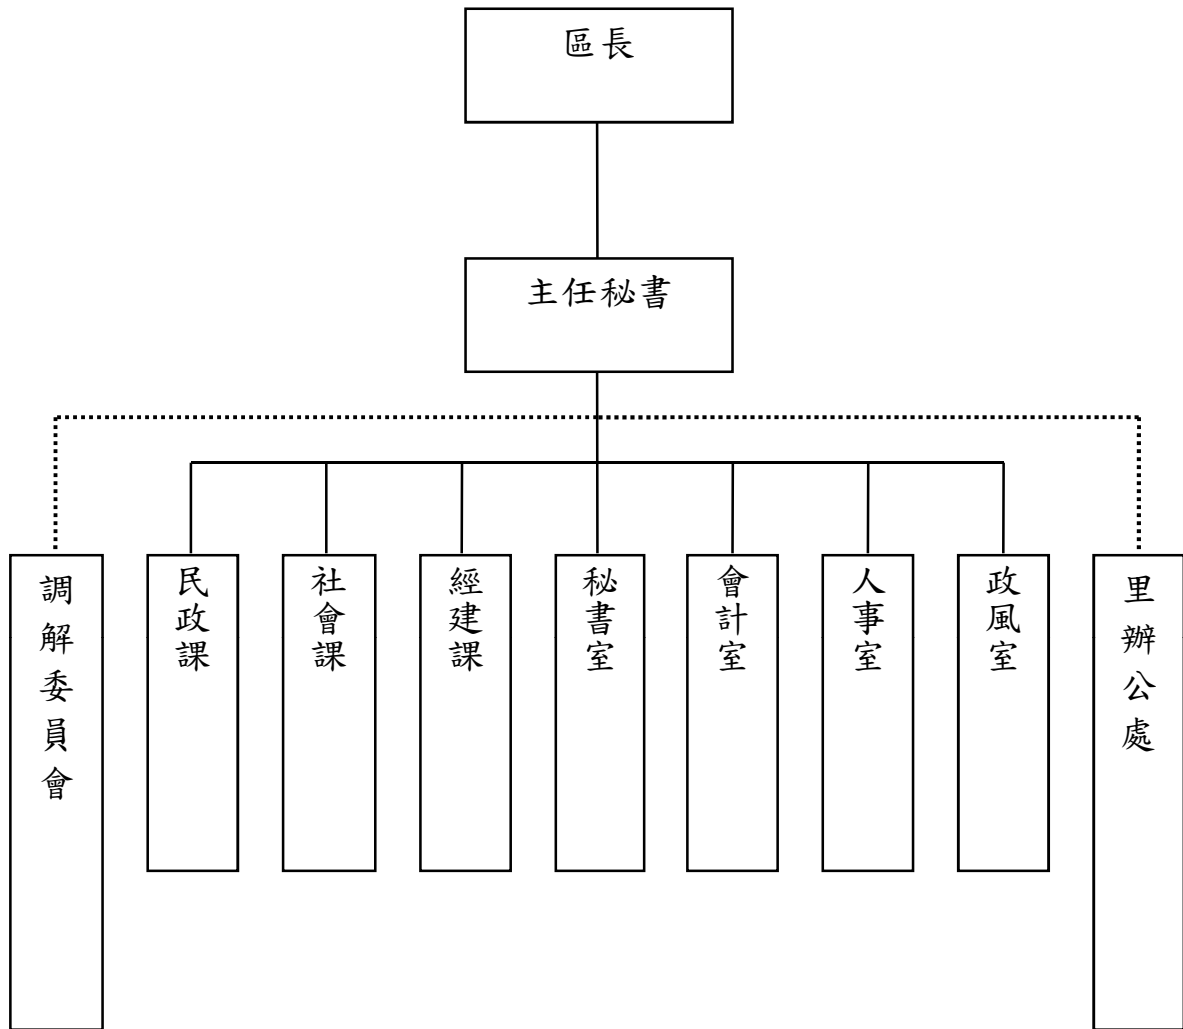 區長
主任秘書
調解委員會
民政課
社會課
經建課
秘書室
會計室
人事室
政風室
里辦公處